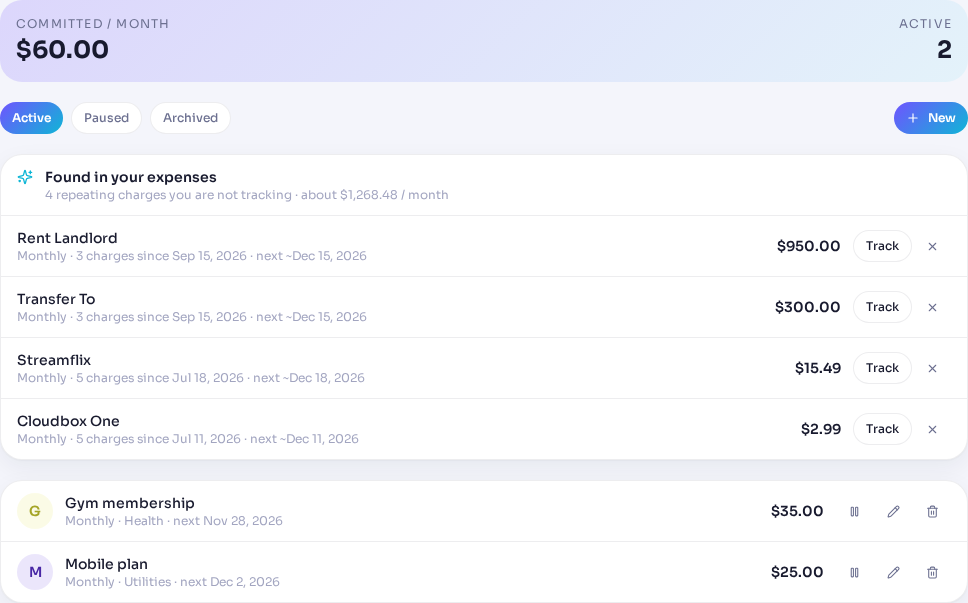 COMMITTED / MONTH
ACTIVE
$60.00
2
Active
Paused
Archived
+ New
Found in your expenses
4 repeating charges you are not tracking · about $1,268.48 / month
Rent Landlord
Monthly · 3 charges since Sep 15, 2026 · next ~Dec 15, 2026
$950.00
Track
Transfer To
Monthly · 3 charges since Sep 15, 2026 · next ~Dec 15, 2026
$300.00
Track
Streamflix
Monthly · 5 charges since Jul 18, 2026 · next ~Dec 18, 2026
$15.49
Track
Cloudbox One
Monthly · 5 charges since Jul 11, 2026 · next ~Dec 11, 2026
$2.99
Track
G
Gym membership
Monthly · Health · next Nov 28, 2026
$35.00
M
Mobile plan
Monthly · Utilities · next Dec 2, 2026
$25.00